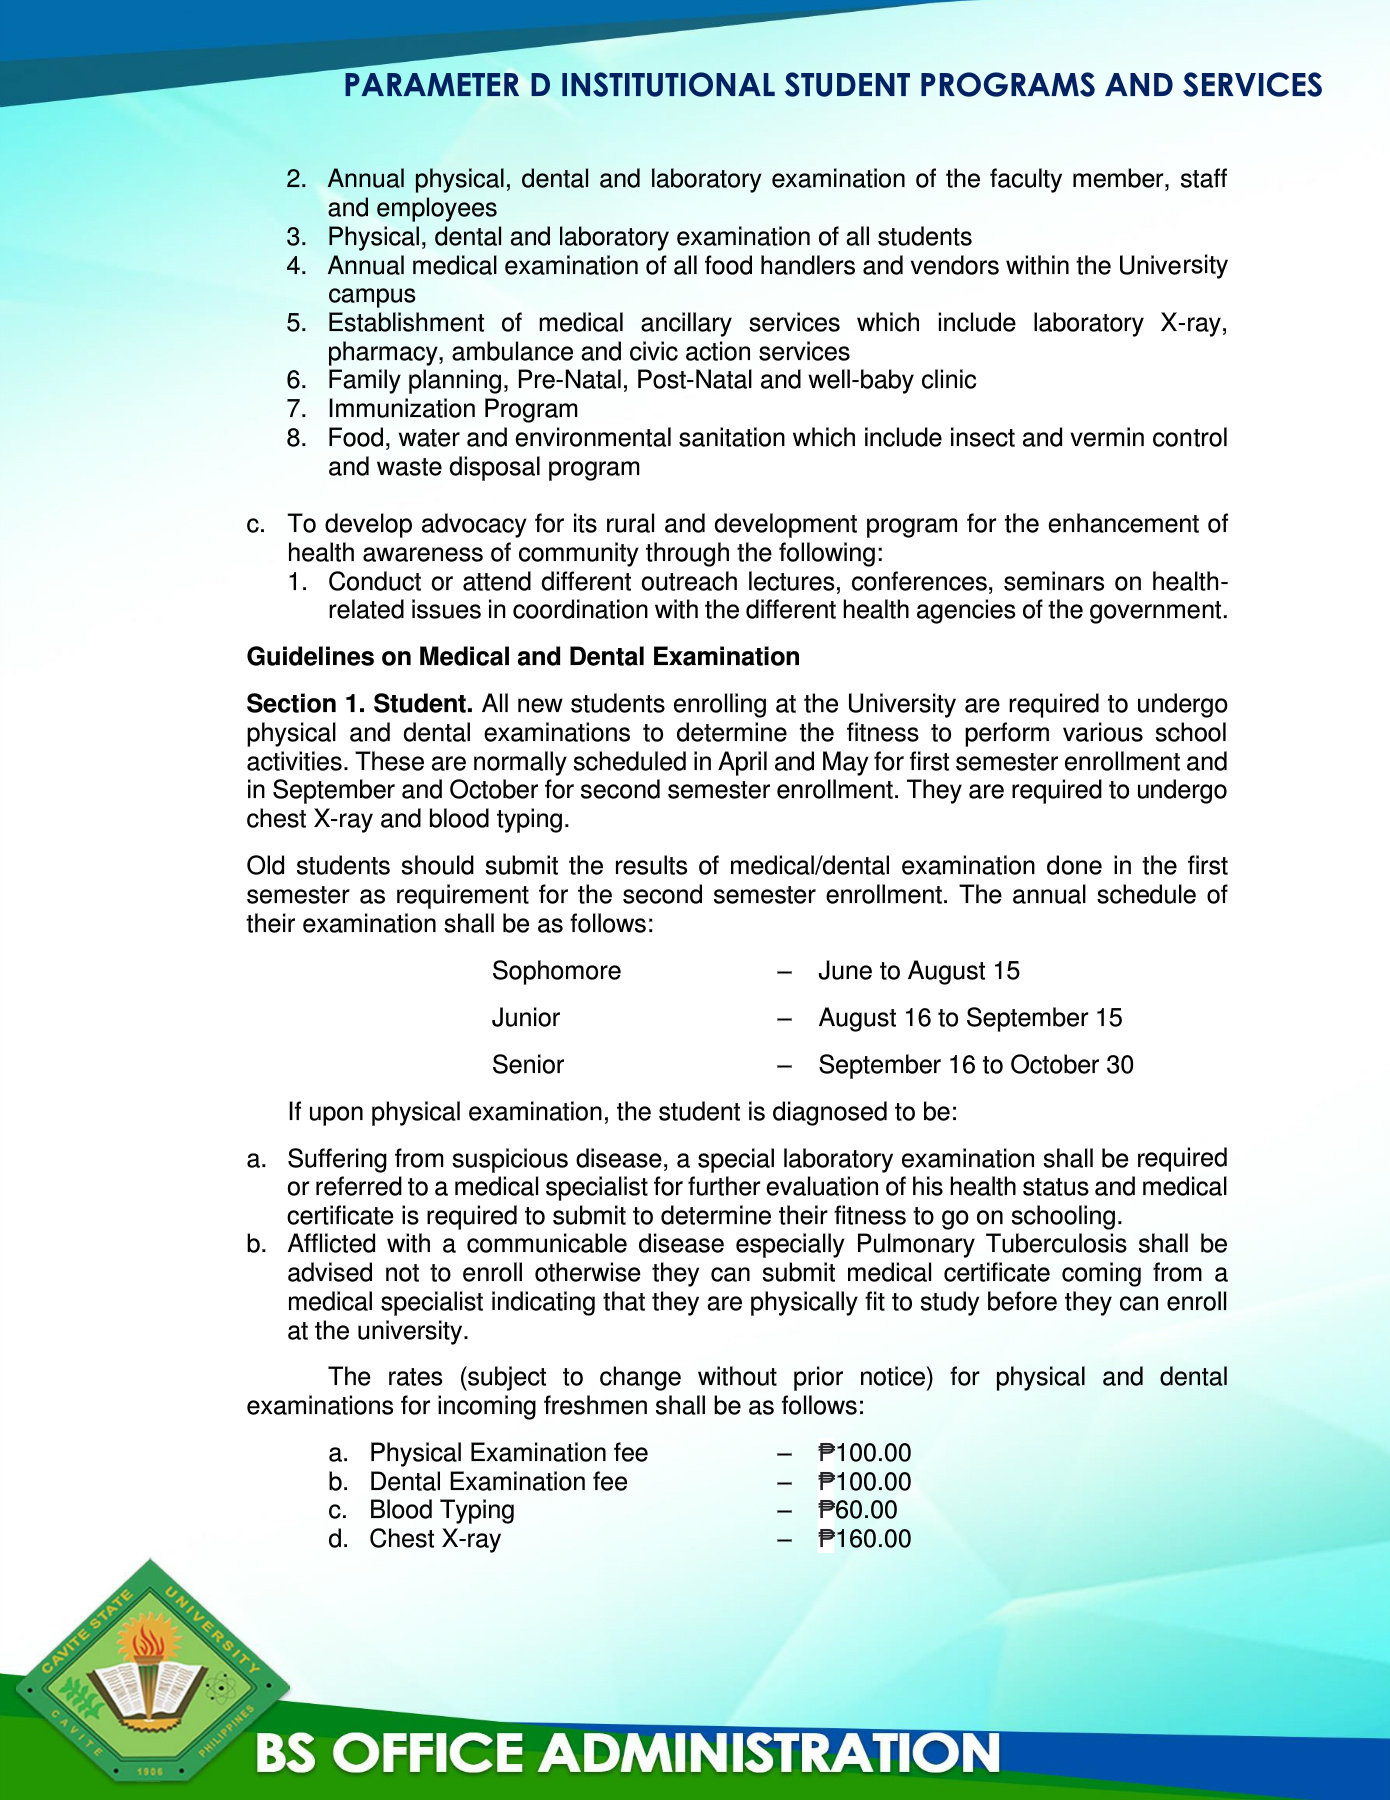 PARAMETER D INSTITUTIONAL STUDENT PROGRAMS AND SERVICES
2. Annual physical, dental and laboratory examination of the faculty member, staff
and employees
3. Physical, dental and laboratory examination of all students
4. Annual medical examination of all food handlers and vendors within the University
campus
5. Establishment of medical ancillary services which include laboratory X-ray,
pharmacy, ambulance and civic action services
6. Family planning, Pre-Natal, Post-Natal and well-baby clinic
7. Immunization Program
8. Food, water and environmental sanitation which include insect and vermin control
and waste disposal program
c. To develop advocacy for its rural and development program for the enhancement of
health awareness of community through the following:
1. Conduct or attend different outreach lectures, conferences, seminars on health-
related issues in coordination with the different health agencies of the government.
Guidelines on Medical and Dental Examination
Section 1. Student. All new students enrolling at the University are required to undergo
physical and dental examinations to determine the fitness to perform various school
activities. These are normally scheduled in April and May for first semester enrollment and
in September and October for second semester enrollment. They are required to undergo
chest X-ray and blood typing.
Old students should submit the results of medical/dental examination done in the first
semester as requirement for the second semester enrollment. The annual schedule of
their examination shall be as follows:
Sophomore – June to August 15
Junior – August 16 to September 15
Senior – September 16 to October 30
If upon physical examination, the student is diagnosed to be:
a. Suffering from suspicious disease, a special laboratory examination shall be required
or referred to a medical specialist for further evaluation of his health status and medical
certificate is required to submit to determine their fitness to go on schooling.
b. Afflicted with a communicable disease especially Pulmonary Tuberculosis shall be
advised not to enroll otherwise they can submit medical certificate coming from a
medical specialist indicating that they are physically fit to study before they can enroll
at the university.
The rates (subject to change without prior notice) for physical and dental
examinations for incoming freshmen shall be as follows:
a. Physical Examination fee – ₱100.00
b. Dental Examination fee – ₱100.00
c. Blood Typing – ₱60.00
d. Chest X-ray – ₱160.00
CAVITE STATE UNIVERSITY
CAVITE PHILIPPINES
1906
BS OFFICE ADMINISTRATION